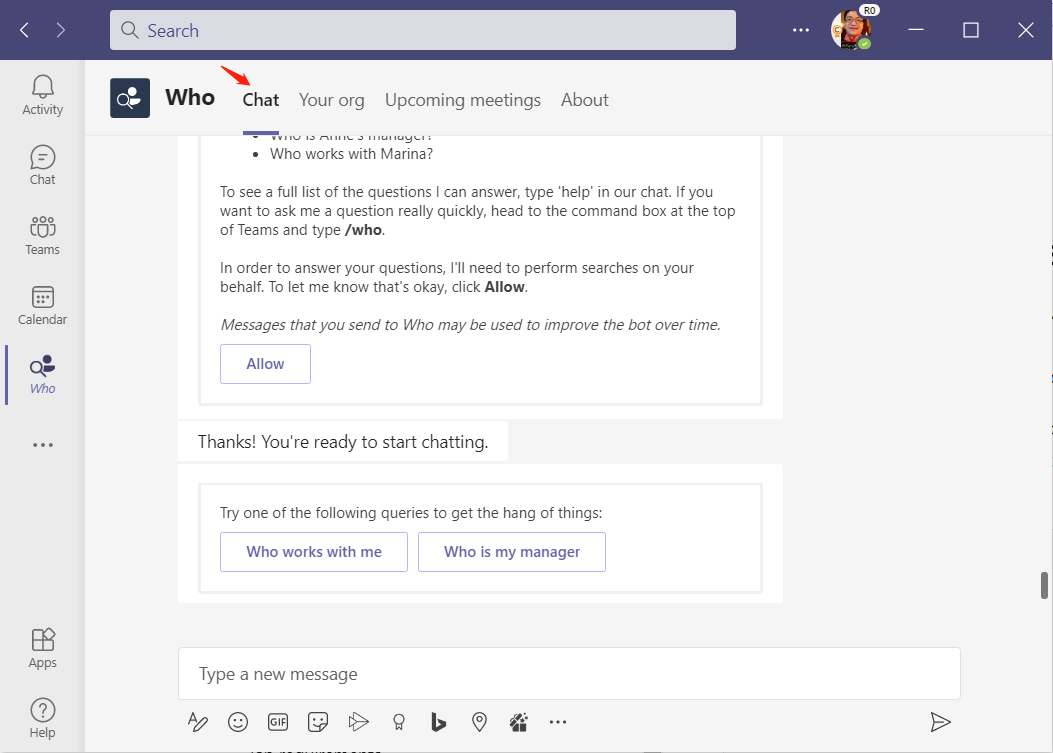 Search
R0
Activity
Chat
Teams
Calendar
Who
Apps
Help
Who
Chat Your org Upcoming meetings About
• Who is Anne's manager?
• Who works with Marina?
To see a full list of the questions I can answer, type 'help' in our chat. If you
want to ask me a question really quickly, head to the command box at the top
of Teams and type /who.
In order to answer your questions, I'll need to perform searches on your
behalf. To let me know that's okay, click Allow.
Messages that you send to Who may be used to improve the bot over time.
Allow
Thanks! You're ready to start chatting.
Try one of the following queries to get the hang of things:
Who works with me Who is my manager
Type a new message
GIF